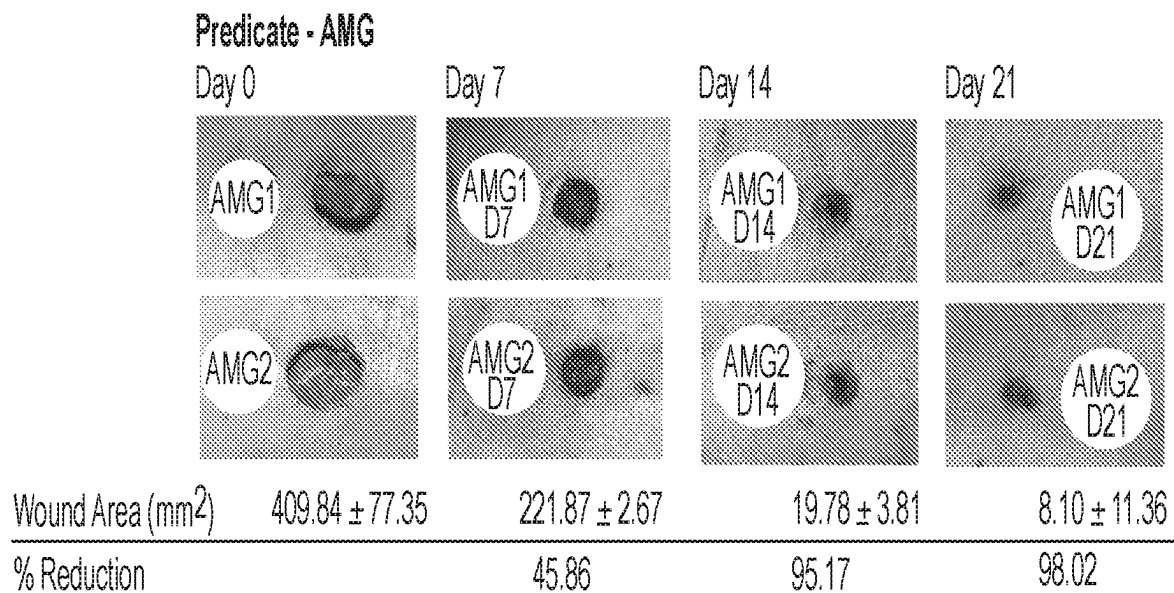 Predicate - AMG
Day 0 Day 7 Day 14 Day 21
AMG1
AMG1
D7
AMG1
D14
AMG1
D21
AMG2
AMG2
D7
AMG2
D14
AMG2
D21
Wound Area (mm2) 409.84 ± 77.35 221.87 ± 2.67 19.78 ± 3.81 8.10 ± 11.36
% Reduction 45.86 95.17 98.02